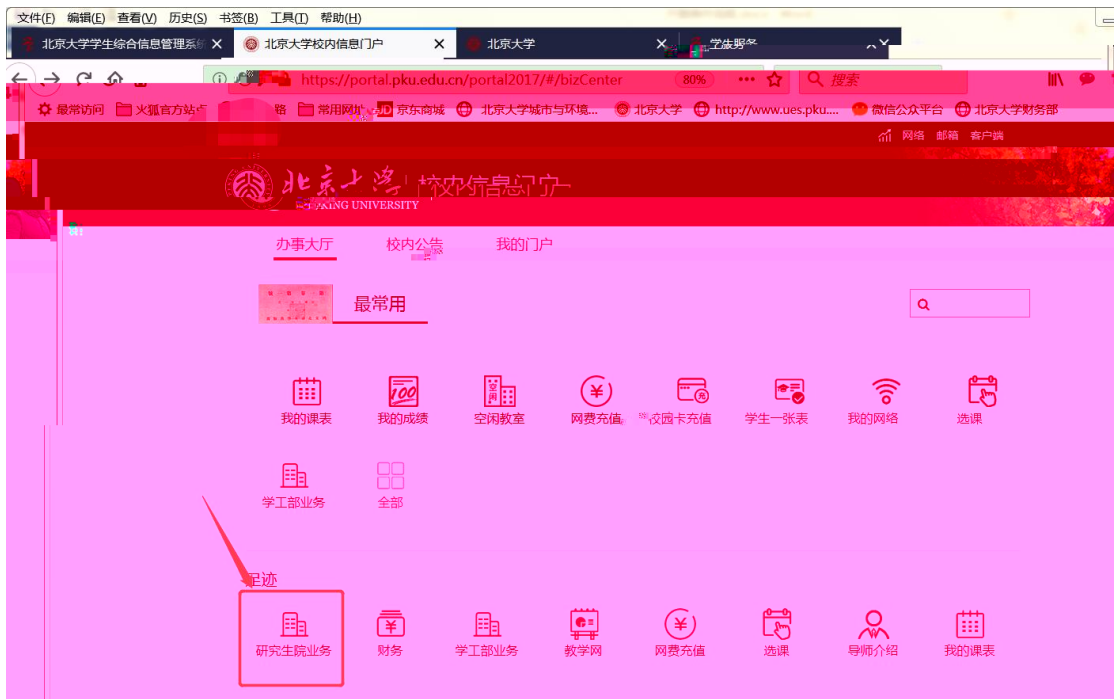 文件(F) 编辑(E) 查看(V) 历史(S) 书签(B) 工具(T) 帮助(H)
北京大学学生综合信息管理系统 北京大学校内信息门户 北京大学 学生服务
https://portal.pku.edu.cn/portal2017/#/bizCenter 80% 搜索
最常访问 火狐官方站点 常用网址 JD 京东商城 北京大学城市与环境... 北京大学 http://www.ues.pku.... 微信公众平台 北京大学财务部
网络 邮箱 客户端
北京大学 校内信息门户
PEKING UNIVERSITY
办事大厅 校内公告 我的门户
最常用
我的课表 我的成绩 空闲教室 网费充值 校园卡充值 学生一张表 我的网络 选课
学工部业务 全部
足迹
研究生院业务 财务 学工部业务 教学网 网费充值 选课 导师介绍 我的课表